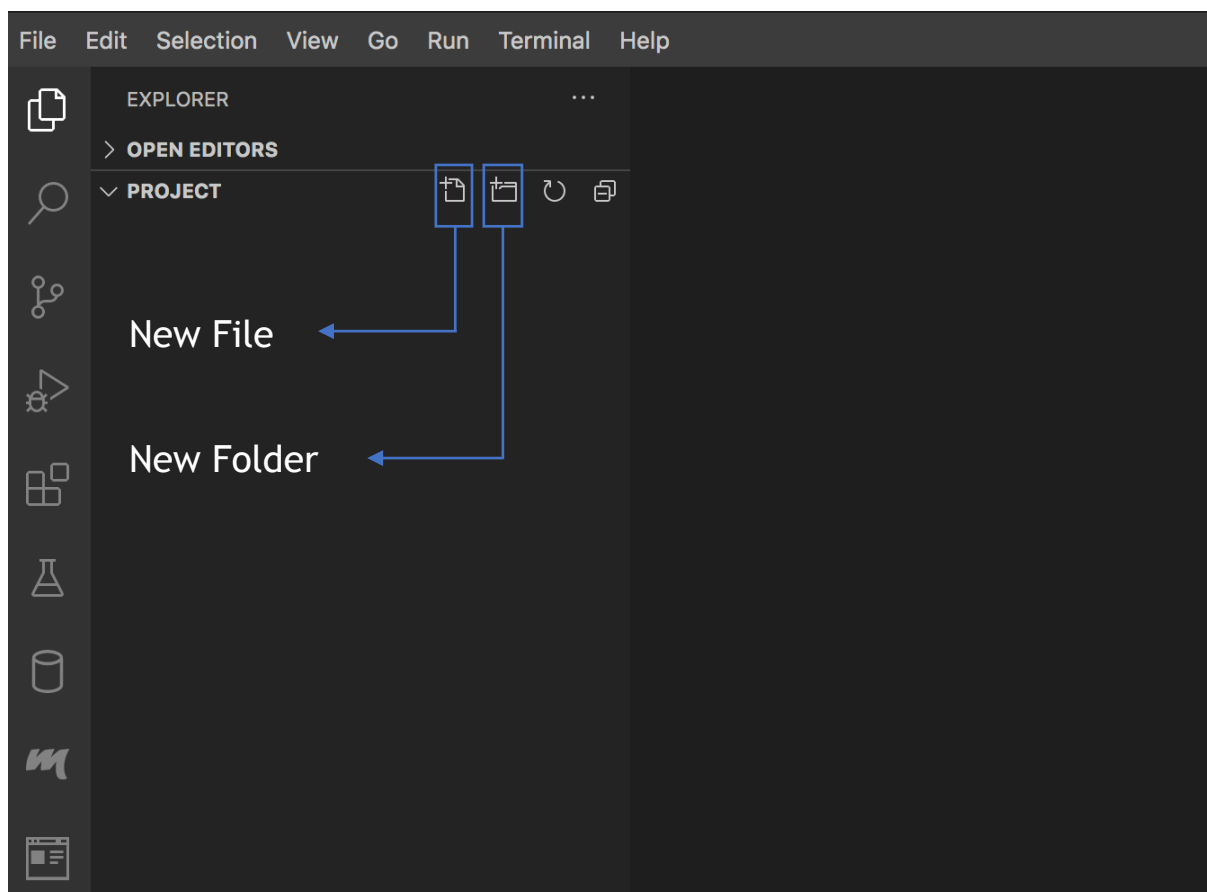 File Edit Selection View Go Run Terminal Help
EXPLORER
OPEN EDITORS
PROJECT
New File
New Folder